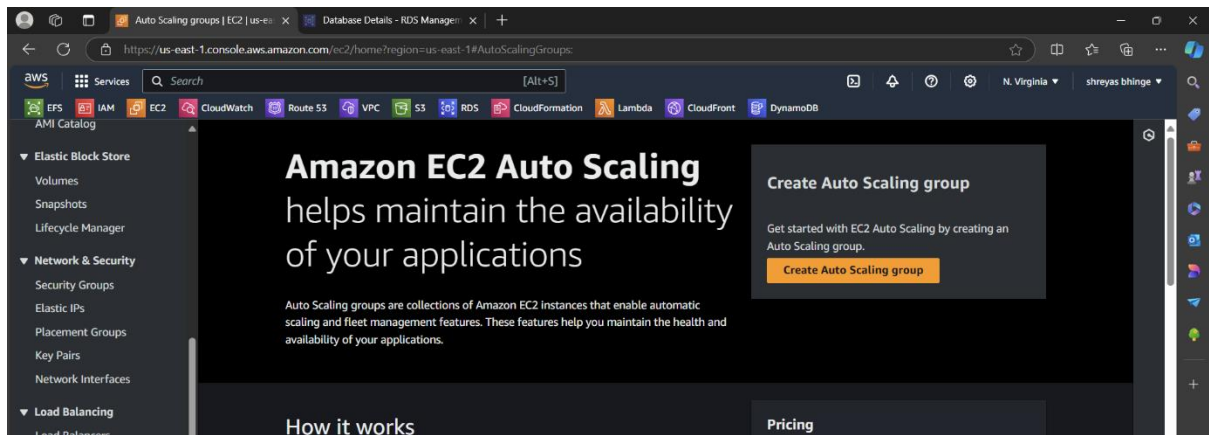 Auto Scaling groups | EC2 | us-ea
Database Details - RDS Managem
https://us-east-1.console.aws.amazon.com/ec2/home?region=us-east-1#AutoScalingGroups:
aws
Services
Search
[Alt+S]
N. Virginia
shreyas bhinge
EFS
IAM
EC2
CloudWatch
Route 53
VPC
S3
RDS
CloudFormation
Lambda
CloudFront
DynamoDB
AMI Catalog
Elastic Block Store
Volumes
Snapshots
Lifecycle Manager
Network & Security
Security Groups
Elastic IPs
Placement Groups
Key Pairs
Network Interfaces
Load Balancing
Load Balancers
Amazon EC2 Auto Scaling
helps maintain the availability
of your applications
Auto Scaling groups are collections of Amazon EC2 instances that enable automatic
scaling and fleet management features. These features help you maintain the health and
availability of your applications.
Create Auto Scaling group
Get started with EC2 Auto Scaling by creating an
Auto Scaling group.
Create Auto Scaling group
How it works
Pricing